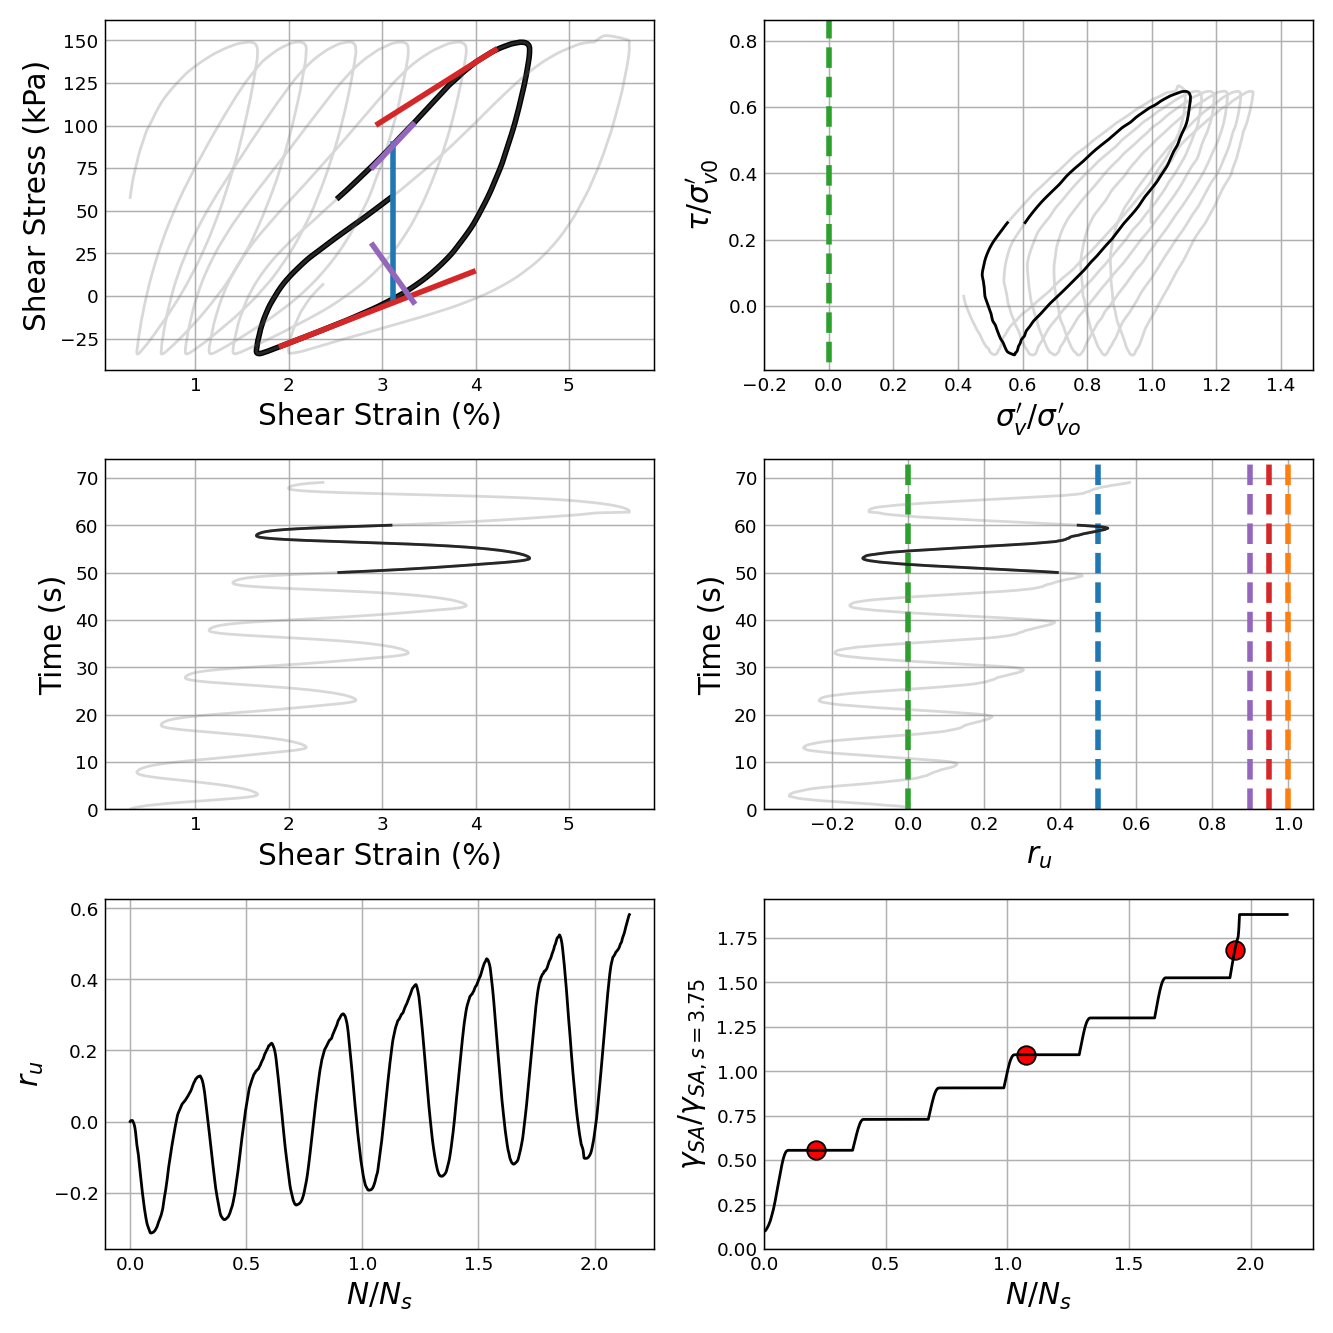 150
125
100
75
50
25
0
−25
Shear Stress (kPa)
1 2 3 4 5
Shear Strain (%)
0.8
0.6
0.4
0.2
0.0
τ/σ′v0
−0.2 0.0 0.2 0.4 0.6 0.8 1.0 1.2 1.4
σ′v/σ′vo
70
60
50
40
30
20
10
0
Time (s)
1 2 3 4 5
Shear Strain (%)
70
60
50
40
30
20
10
0
Time (s)
−0.2 0.0 0.2 0.4 0.6 0.8 1.0
ru
0.6
0.4
0.2
0.0
−0.2
ru
0.0 0.5 1.0 1.5 2.0
N/Ns
1.75
1.50
1.25
1.00
0.75
0.50
0.25
0.00
γSA/γSA, s = 3.75
0.0 0.5 1.0 1.5 2.0
N/Ns